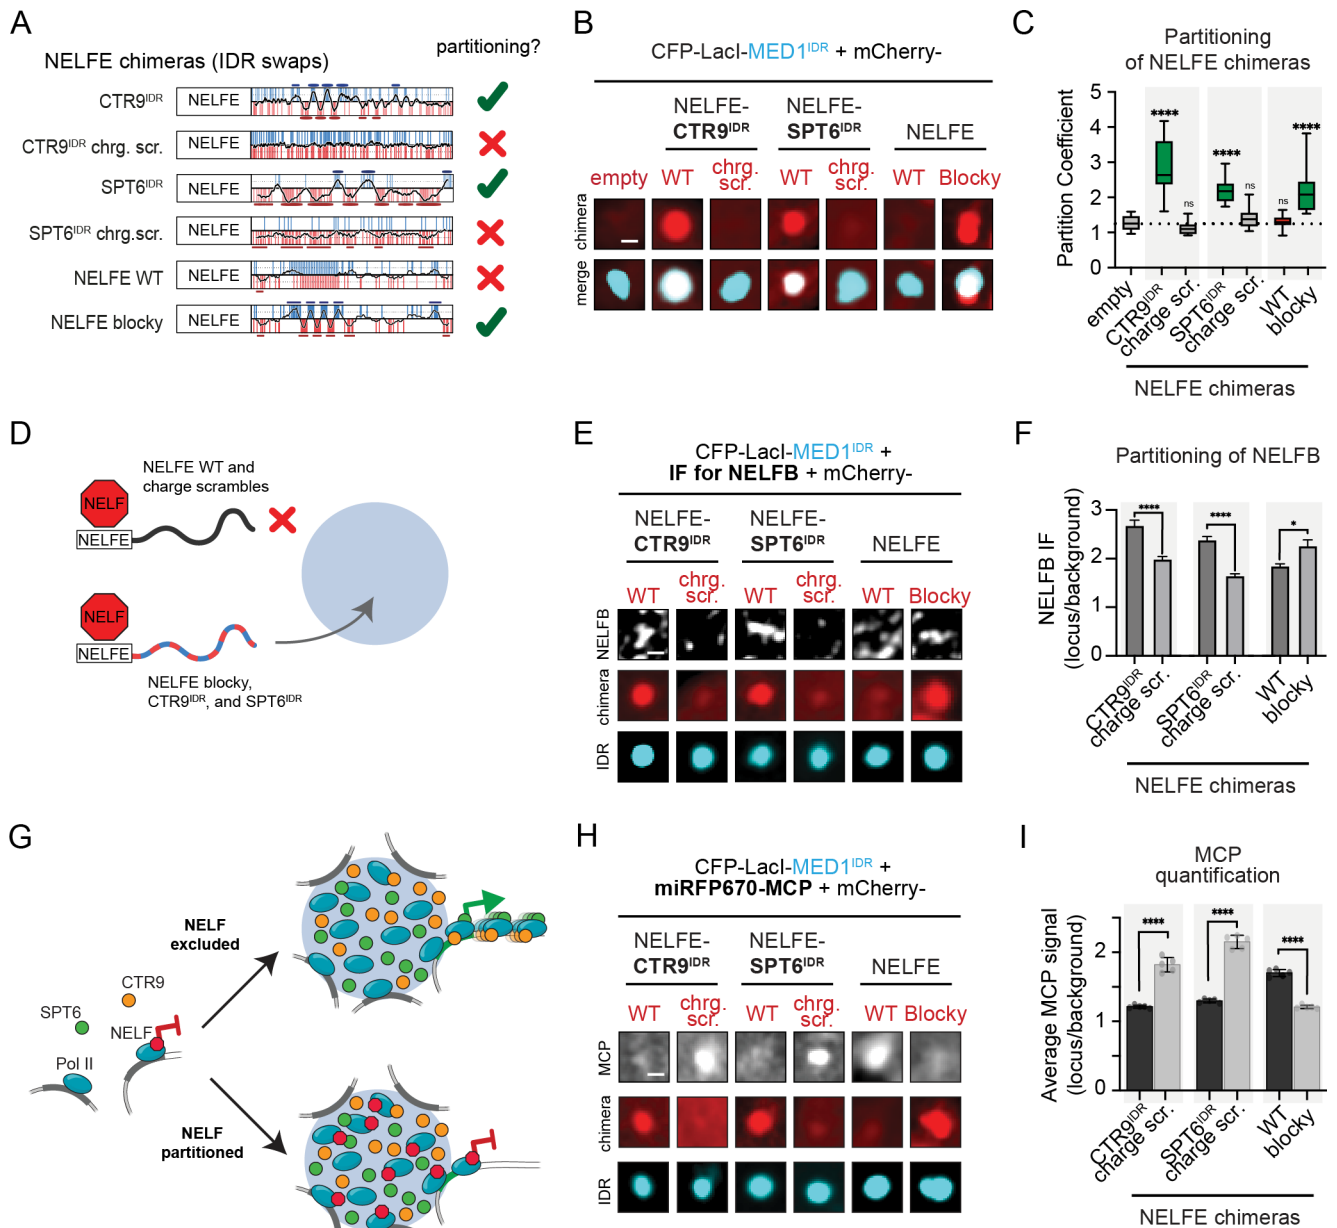 A
NELFE chimeras (IDR swaps)
partitioning?
CTR9IDR
NELFE
CTR9IDR chrg. scr.
NELFE
SPT6IDR
NELFE
SPT6IDR chrg.scr.
NELFE
NELFE WT
NELFE
NELFE blocky
NELFE
B
CFP-LacI-MED1IDR + mCherry-
NELFE-
CTR9IDR
NELFE-
SPT6IDR
NELFE
empty
WT
chrg.
scr.
WT
chrg.
scr.
WT
Blocky
chimera
merge
C
Partitioning
of NELFE chimeras
Partition Coefficient
5
4
3
2
1
0
****
ns
****
ns
ns
****
empty
CTR9IDR
charge scr.
SPT6IDR
charge scr.
WT
blocky
NELFE chimeras
D
NELFE WT and
charge scrambles
NELF
NELFE
NELF
NELFE
NELFE blocky,
CTR9IDR, and SPT6IDR
E
CFP-LacI-MED1IDR +
IF for NELFB + mCherry-
NELFE-
CTR9IDR
NELFE-
SPT6IDR
NELFE
WT
chrg.
scr.
WT
chrg.
scr.
WT
Blocky
NELFB
chimera
IDR
F
Partitioning of NELFB
NELFB IF
(locus/background)
3
2
1
0
****
****
*
CTR9IDR
charge scr.
SPT6IDR
charge scr.
WT
blocky
NELFE chimeras
G
NELF
excluded
CTR9
SPT6
NELF
Pol II
NELF
partitioned
H
CFP-LacI-MED1IDR +
miRFP670-MCP + mCherry-
NELFE-
CTR9IDR
NELFE-
SPT6IDR
NELFE
WT
chrg.
scr.
WT
chrg.
scr.
WT
Blocky
MCP
chimera
IDR
I
MCP
quantification
Average MCP signal
(locus/background)
2
1
0
****
****
****
CTR9IDR
charge scr.
SPT6IDR
charge scr.
WT
blocky
NELFE chimeras